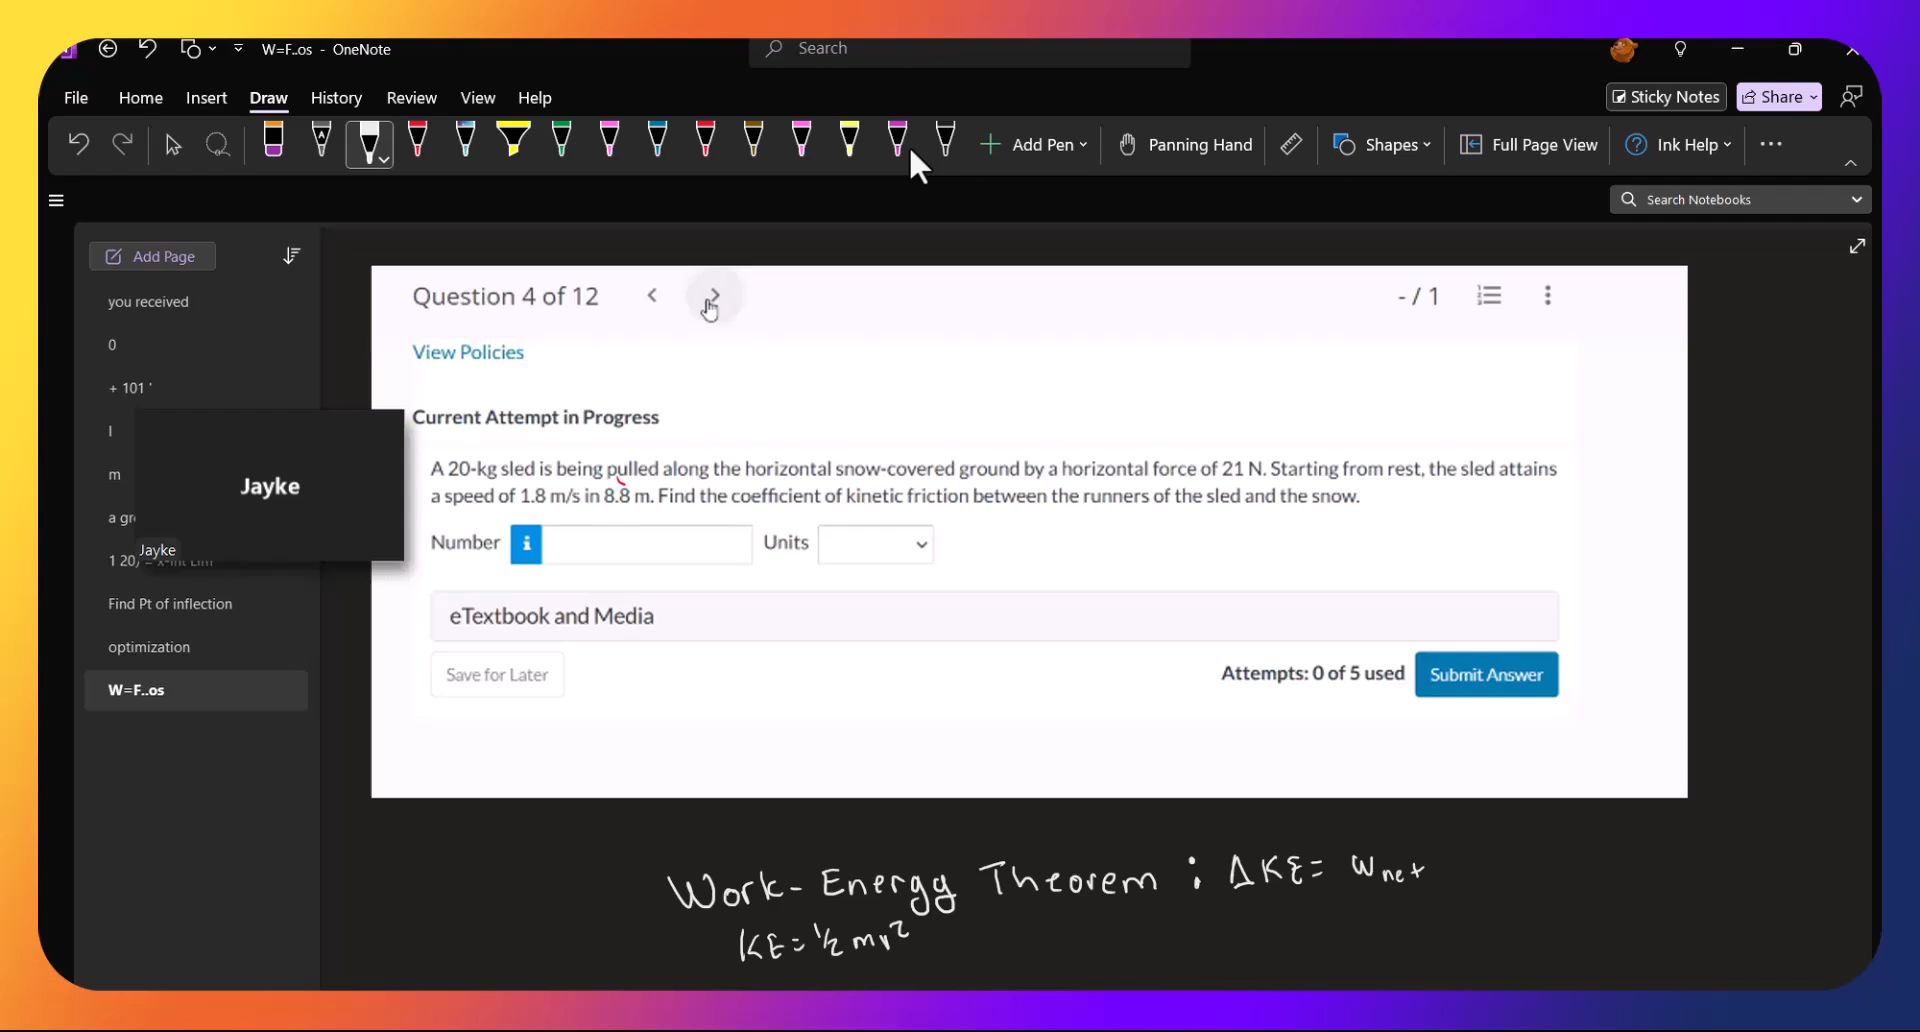 W=F..os - OneNote
Search
File Home Insert Draw History Review View Help
Sticky Notes Share
A
Add Pen Panning Hand Shapes Full Page View Ink Help
Search Notebooks
Add Page
you received
0
+ 101 '
l
m
a gr
1 20/ = x-int Lim
Find Pt of inflection
optimization
W=F..os
Jayke
Jayke
Question 4 of 12
- / 1
View Policies
Current Attempt in Progress
A 20-kg sled is being pulled along the horizontal snow-covered ground by a horizontal force of 21 N. Starting from rest, the sled attains
a speed of 1.8 m/s in 8.8 m. Find the coefficient of kinetic friction between the runners of the sled and the snow.
Number i Units
eTextbook and Media
Save for Later Attempts: 0 of 5 used Submit Answer
Work-Energy Theorem : ΔKE= Wnet
KE=½mv²